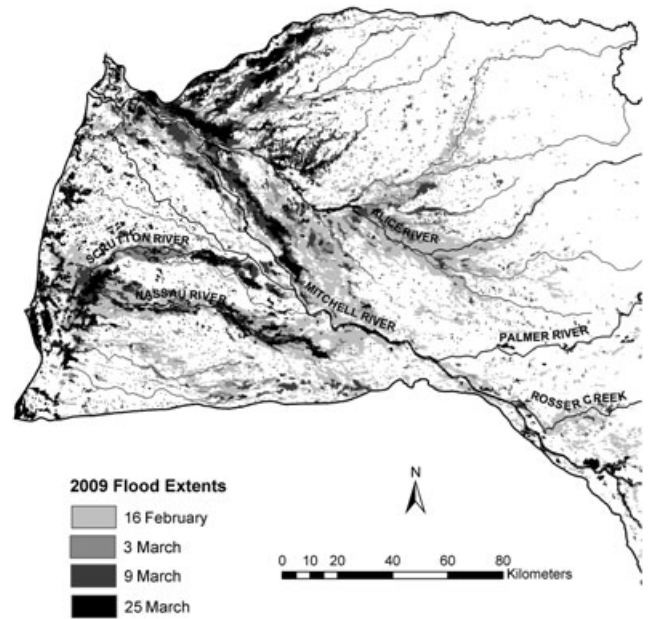 ALICE RIVER
SCRUTTON RIVER
NASSAU RIVER
MITCHELL RIVER
PALMER RIVER
ROSSER CREEK
2009 Flood Extents
16 February
3 March
9 March
25 March
N
0 10 20 40 60 80
Kilometers